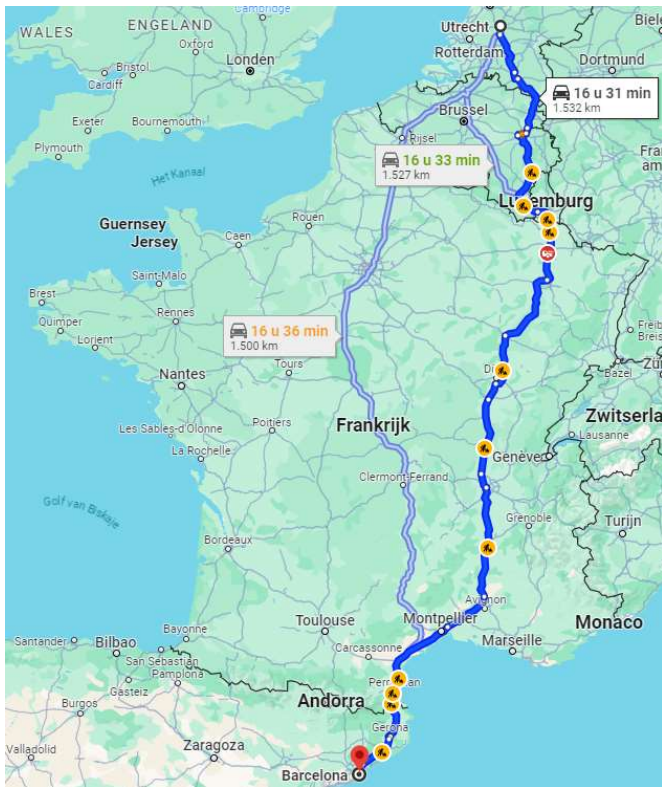 Cambridge
WALES
ENGELAND
Utrecht
Oxford
Rotterdam
Londen
Dortmund
Bristol
Cardiff
16 u 31 min
1.532 km
Brussel
Exeter
Bournemouth
Rijsel
Plymouth
16 u 33 min
1.527 km
Het Kanaal
Guernsey
Jersey
Rouen
Caen
Saint-Malo
Brest
Rennes
Quimper
Lorient
16 u 36 min
1.500 km
Bazel
Tours
Nantes
Les Sables-d'Olonne
Poitiers
Frankrijk
Lausanne
La Rochelle
Genève
Clermont-Ferrand
Golf van Biskaje
Grenoble
Turijn
Bordeaux
Toulouse
Montpellier
Monaco
Marseille
Santander
Bilbao
Bayonne
San Sebastián
Carcassonne
Pamplona
Gasteiz
Burgos
Andorra
Gerona
Valladolid
Zaragoza
Barcelona